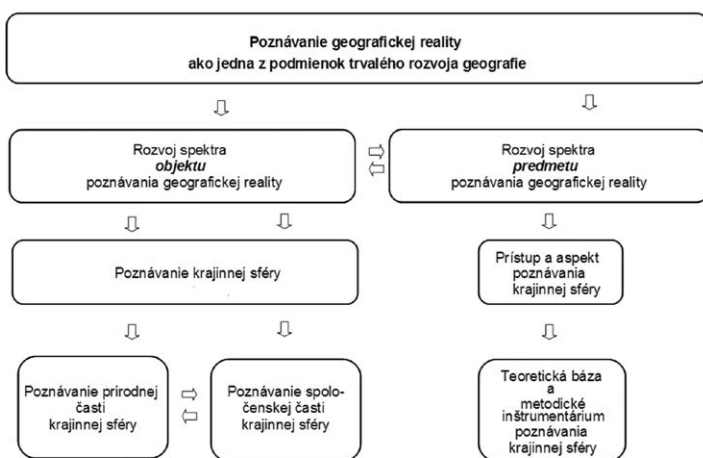 Poznávanie geografickej reality
ako jedna z podmienok trvalého rozvoja geografie
Rozvoj spektra
objektu
poznávania geografickej reality
Rozvoj spektra
predmetu
poznávania geografickej reality
Poznávanie krajinnej sféry
Prístup a aspekt
poznávania
krajinnej sféry
Poznávanie prírodnej
časti
krajinnej sféry
Poznávanie spolo-
čenskej časti
krajinnej sféry
Teoretická báza
a
metodické
inštrumentárium
poznávania
krajinnej sféry